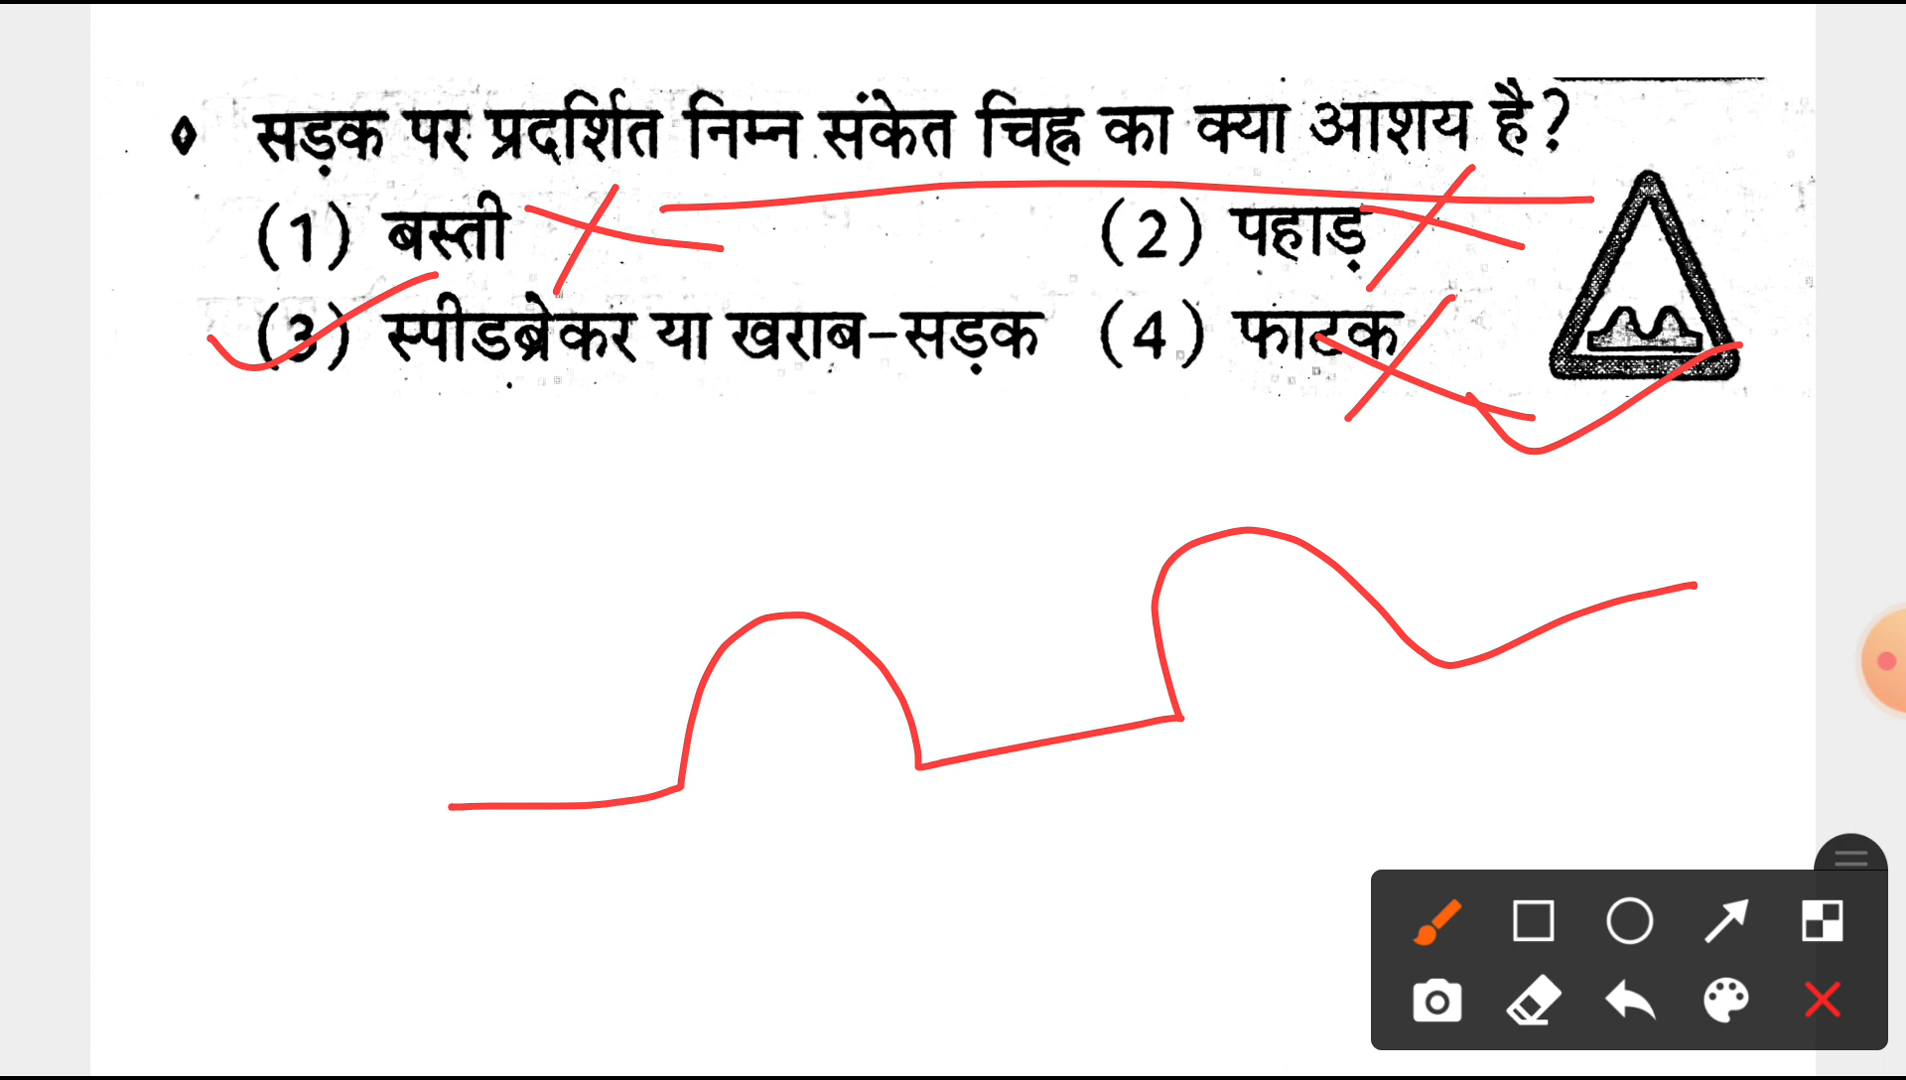 सड़क पर प्रदर्शित निम्न संकेत चिह्न का क्या आशय है?
(1) बस्ती (2) पहाड़
(3) स्पीडब्रेकर या खराब-सड़क (4) फाटक